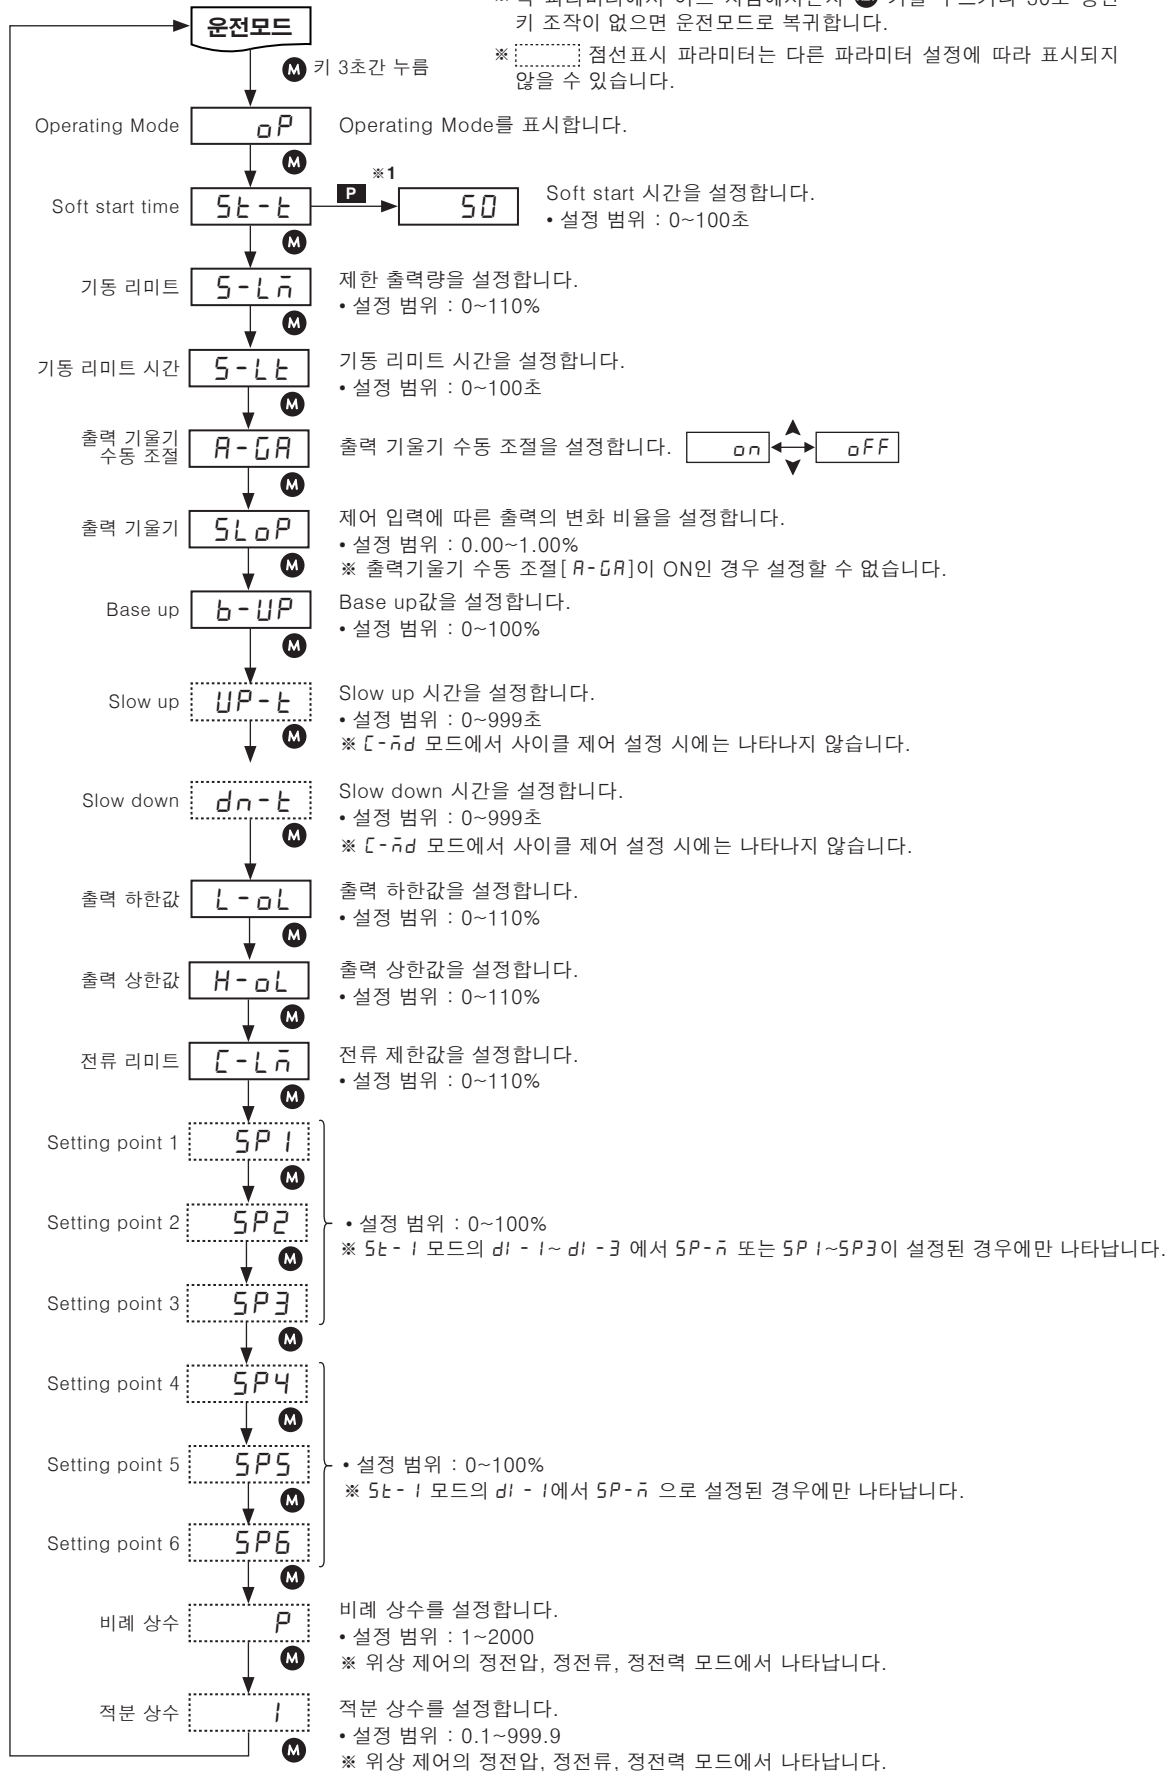 키 조작이 없으면 운전모드로 복귀합니다.
※ 점선표시 파라미터는 다른 파라미터 설정에 따라 표시되지
않을 수 있습니다.
운전모드
M 키 3초간 누름
Operating Mode oP Operating Mode를 표시합니다.
M
Soft start time St-t P ※1 50 Soft start 시간을 설정합니다.
• 설정 범위 : 0~100초
M
기동 리미트 S-Lm 제한 출력량을 설정합니다.
• 설정 범위 : 0~110%
M
기동 리미트 시간 S-Lt 기동 리미트 시간을 설정합니다.
• 설정 범위 : 0~100초
M
출력 기울기
수동 조절 A-GA 출력 기울기 수동 조절을 설정합니다. on oFF
M
출력 기울기 SLoP 제어 입력에 따른 출력의 변화 비율을 설정합니다.
• 설정 범위 : 0.00~1.00%
※ 출력기울기 수동 조절[A-GA]이 ON인 경우 설정할 수 없습니다.
M
Base up b-UP Base up값을 설정합니다.
• 설정 범위 : 0~100%
M
Slow up UP-t Slow up 시간을 설정합니다.
• 설정 범위 : 0~999초
※ C-md 모드에서 사이클 제어 설정 시에는 나타나지 않습니다.
M
Slow down dn-t Slow down 시간을 설정합니다.
• 설정 범위 : 0~999초
※ C-md 모드에서 사이클 제어 설정 시에는 나타나지 않습니다.
M
출력 하한값 L-oL 출력 하한값을 설정합니다.
• 설정 범위 : 0~110%
M
출력 상한값 H-oL 출력 상한값을 설정합니다.
• 설정 범위 : 0~110%
M
전류 리미트 C-Lm 전류 제한값을 설정합니다.
• 설정 범위 : 0~110%
M
Setting point 1 SP1
M
Setting point 2 SP2 • 설정 범위 : 0~100%
※ St-1 모드의 dI-1~dI-3 에서 SP-m 또는 SP1~SP3이 설정된 경우에만 나타납니다.
M
Setting point 3 SP3
M
Setting point 4 SP4
M
Setting point 5 SP5 • 설정 범위 : 0~100%
※ St-1 모드의 dI-1에서 SP-m 으로 설정된 경우에만 나타납니다.
M
Setting point 6 SP6
M
비례 상수 P 비례 상수를 설정합니다.
• 설정 범위 : 1~2000
※ 위상 제어의 정전압, 정전류, 정전력 모드에서 나타납니다.
M
적분 상수 I 적분 상수를 설정합니다.
• 설정 범위 : 0.1~999.9
※ 위상 제어의 정전압, 정전류, 정전력 모드에서 나타납니다.
M